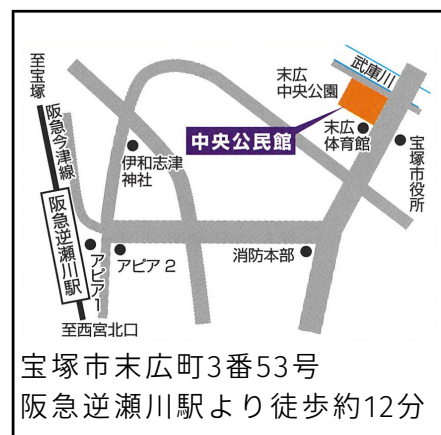 至宝塚
阪急今津線
阪急逆瀬川駅
アピア1
至西宮北口
伊和志津
神社
アピア2
中央公民館
末広
中央公園
武庫川
末広
体育館
宝塚市役所
消防本部
宝塚市末広町3番53号
阪急逆瀬川駅より徒歩約12分